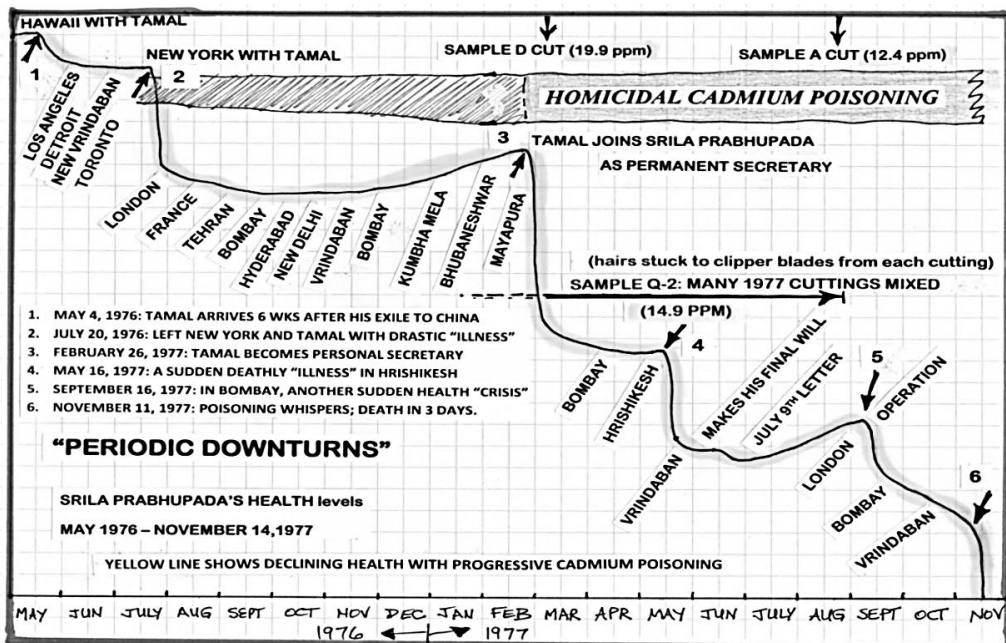 HAWAII WITH TAMAL
NEW YORK WITH TAMAL
SAMPLE D CUT (19.9 ppm)
SAMPLE A CUT (12.4 ppm)
1
2
LOS ANGELES
DETROIT
NEW VRINDABAN
TORONTO
HOMICIDAL CADMIUM POISONING
3
TAMAL JOINS SRILA PRABHUPADA
AS PERMANENT SECRETARY
LONDON
FRANCE
TEHRAN
BOMBAY
HYDERABAD
NEW DELHI
VRINDABAN
BOMBAY
KUMBHA MELA
BHUBANESHWAR
MAYAPURA
(hairs stuck to clipper blades from each cutting)
SAMPLE Q-2: MANY 1977 CUTTINGS MIXED
(14.9 PPM)
1. MAY 4, 1976: TAMAL ARRIVES 6 WKS AFTER HIS EXILE TO CHINA
2. JULY 20, 1976: LEFT NEW YORK AND TAMAL WITH DRASTIC "ILLNESS"
3. FEBRUARY 26, 1977: TAMAL BECOMES PERSONAL SECRETARY
4. MAY 16, 1977: A SUDDEN DEATHLY "ILLNESS" IN HRISHIKESH
5. SEPTEMBER 16, 1977: IN BOMBAY, ANOTHER SUDDEN HEALTH "CRISIS"
6. NOVEMBER 11, 1977: POISONING WHISPERS; DEATH IN 3 DAYS.
4
5
6
BOMBAY
HRISHIKESH
VRINDABAN
MAKES HIS FINAL WILL
JULY 9TH LETTER
LONDON
OPERATION
BOMBAY
VRINDABAN
"PERIODIC DOWNTURNS"
SRILA PRABHUPADA'S HEALTH levels
MAY 1976 – NOVEMBER 14,1977
YELLOW LINE SHOWS DECLINING HEALTH WITH PROGRESSIVE CADMIUM POISONING
MAY JUN JULY AUG SEPT OCT NOV DEC JAN FEB MAR APR MAY JUN JULY AUG SEPT OCT NOV
1976 1977